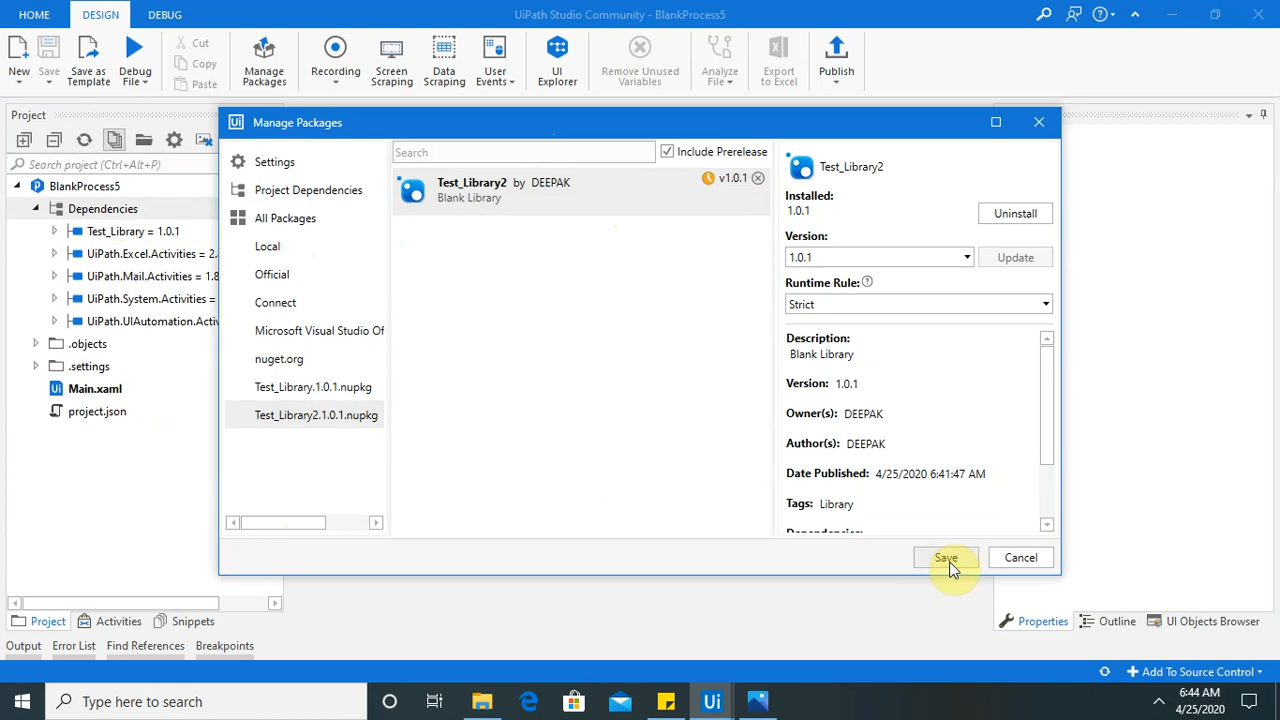 HOME
DESIGN
DEBUG
UiPath Studio Community - BlankProcess5
New
Save
Save as Template
Debug File
Cut
Copy
Paste
Manage Packages
Recording
Screen Scraping
Data Scraping
User Events
UI Explorer
Remove Unused Variables
Analyze File
Export to Excel
Publish
Project
Search project (Ctrl+Alt+P)
BlankProcess5
Dependencies
Test_Library = 1.0.1
UiPath.Excel.Activities = 2.
UiPath.Mail.Activities = 1.8
UiPath.System.Activities =
UiPath.UIAutomation.Activ
.objects
.settings
Main.xaml
project.json
Ui Manage Packages
Settings
Project Dependencies
All Packages
Local
Official
Connect
Microsoft Visual Studio Of
nuget.org
Test_Library.1.0.1.nupkg
Test_Library2.1.0.1.nupkg
Search
Include Prerelease
Test_Library2 by DEEPAK
v1.0.1
Blank Library
Test_Library2
Installed:
1.0.1
Uninstall
Version:
1.0.1
Update
Runtime Rule:
Strict
Description:
Blank Library
Version: 1.0.1
Owner(s): DEEPAK
Author(s): DEEPAK
Date Published: 4/25/2020 6:41:47 AM
Tags: Library
Dependencies:
Save
Cancel
Project
Activities
Snippets
Properties
Outline
UI Objects Browser
Output
Error List
Find References
Breakpoints
Add To Source Control
Type here to search
Ui
6:44 AM
4/25/2020